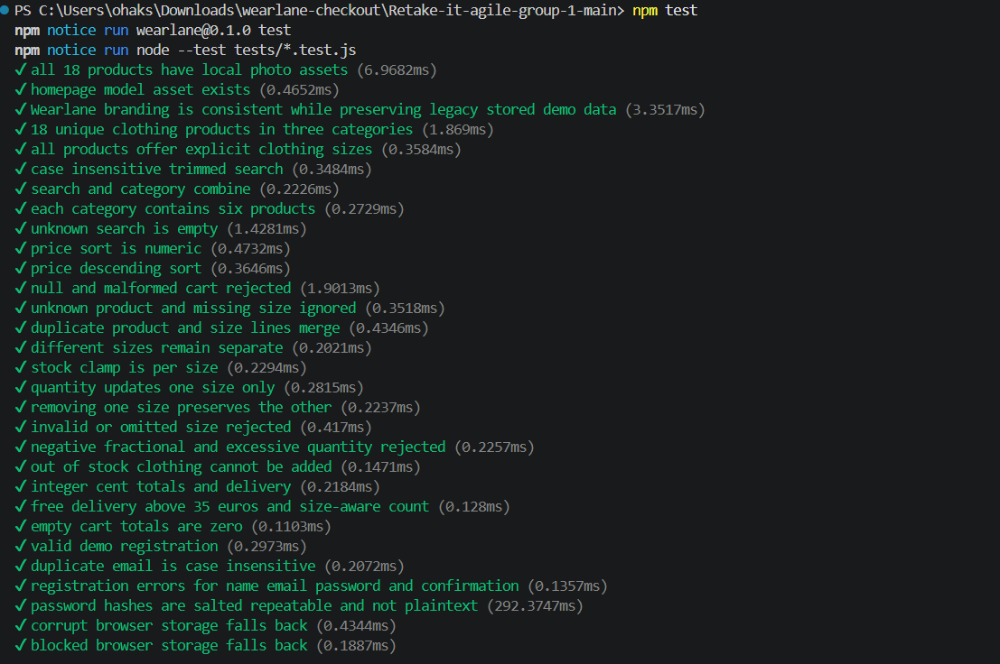 PS C:\Users\ohaks\Downloads\wearlane-checkout\Retake-it-agile-group-1-main> npm test
npm notice run wearlane@0.1.0 test
npm notice run node --test tests/*.test.js
✓ all 18 products have local photo assets (6.9682ms)
✓ homepage model asset exists (0.4652ms)
✓ Wearlane branding is consistent while preserving legacy stored demo data (3.3517ms)
✓ 18 unique clothing products in three categories (1.869ms)
✓ all products offer explicit clothing sizes (0.3584ms)
✓ case insensitive trimmed search (0.3484ms)
✓ search and category combine (0.2226ms)
✓ each category contains six products (0.2729ms)
✓ unknown search is empty (1.4281ms)
✓ price sort is numeric (0.4732ms)
✓ price descending sort (0.3646ms)
✓ null and malformed cart rejected (1.9013ms)
✓ unknown product and missing size ignored (0.3518ms)
✓ duplicate product and size lines merge (0.4346ms)
✓ different sizes remain separate (0.2021ms)
✓ stock clamp is per size (0.2294ms)
✓ quantity updates one size only (0.2815ms)
✓ removing one size preserves the other (0.2237ms)
✓ invalid or omitted size rejected (0.417ms)
✓ negative fractional and excessive quantity rejected (0.2257ms)
✓ out of stock clothing cannot be added (0.1471ms)
✓ integer cent totals and delivery (0.2184ms)
✓ free delivery above 35 euros and size-aware count (0.128ms)
✓ empty cart totals are zero (0.1103ms)
✓ valid demo registration (0.2973ms)
✓ duplicate email is case insensitive (0.2072ms)
✓ registration errors for name email password and confirmation (0.1357ms)
✓ password hashes are salted repeatable and not plaintext (292.3747ms)
✓ corrupt browser storage falls back (0.4344ms)
✓ blocked browser storage falls back (0.1887ms)